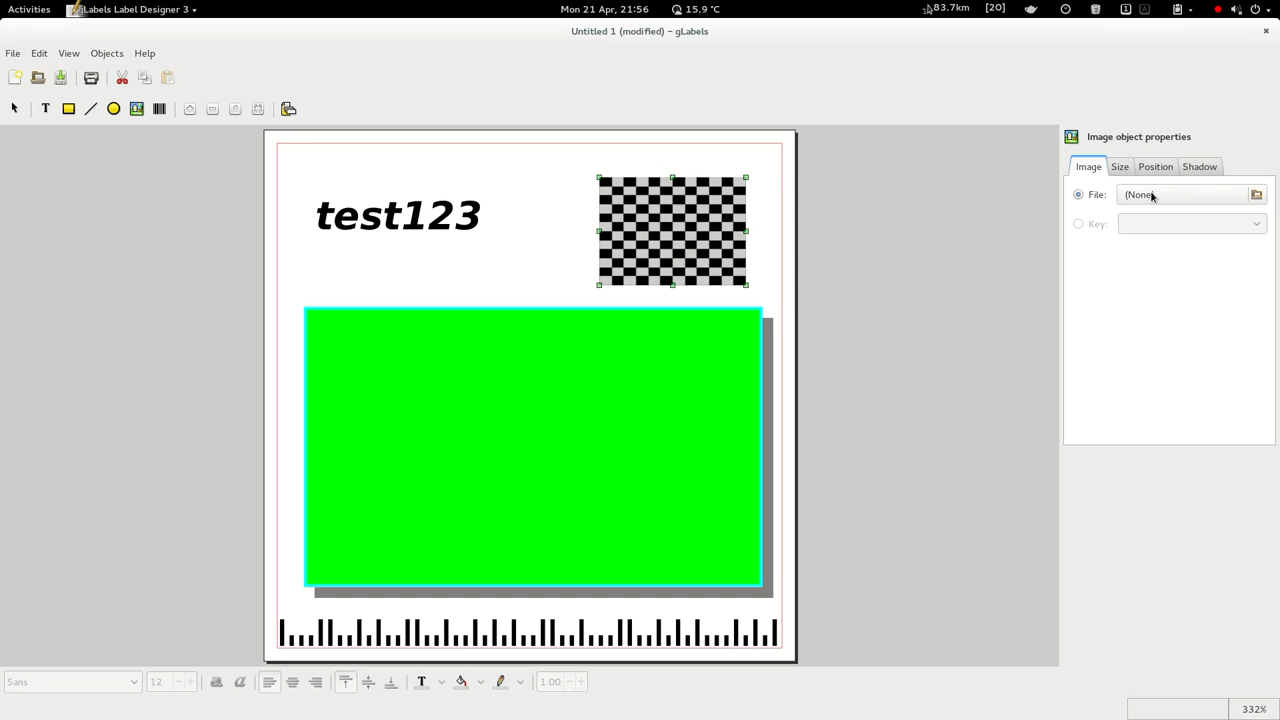 Activities
gLabels Label Designer 3
Mon 21 Apr, 21:56
15.9 °C
83.7km
[20]
1
Untitled 1 (modified) – gLabels
File Edit View Objects Help
T
Image object properties
Image Size Position Shadow
File: (None)
Key:
test123
Sans
12
T
1.00
332%